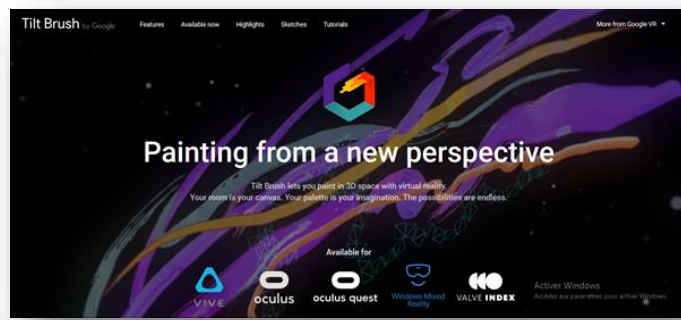 Tilt Brush by Google
Features Available now Highlights Sketches Tutorials
More from Google VR
Painting from a new perspective
Tilt Brush lets you paint in 3D space with virtual reality.
Your room is your canvas. Your palette is your imagination. The possibilities are endless.
Available for
VIVE
oculus
oculus quest
Windows Mixed
Reality
VALVE INDEX
Activer Windows
Accédez aux paramètres pour activer Windows.